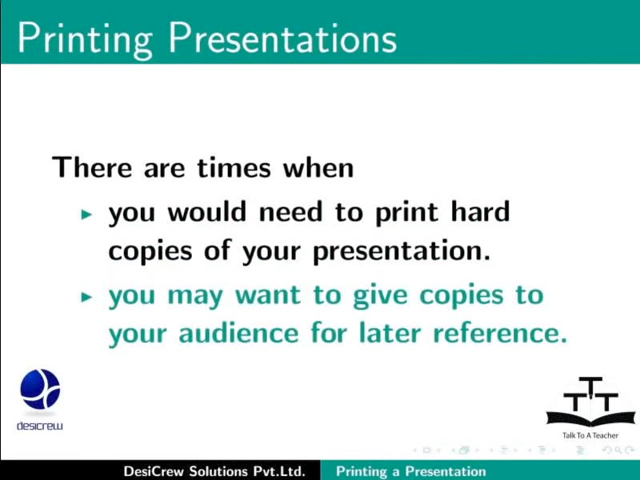 Printing Presentations
There are times when
you would need to print hard
copies of your presentation.
you may want to give copies to
your audience for later reference.
desicrew
TTT
Talk To A Teacher
DesiCrew Solutions Pvt.Ltd. Printing a Presentation